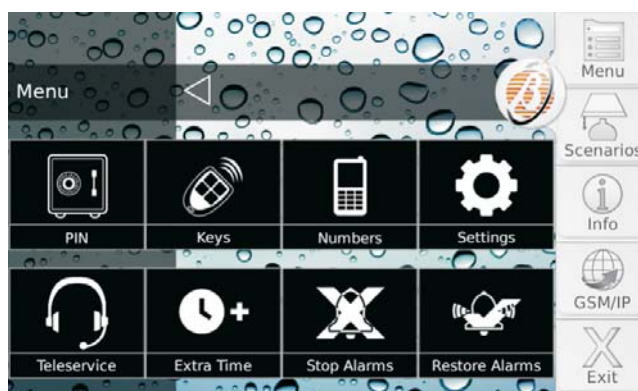 Menu
PIN
Keys
Numbers
Settings
Teleservice
Extra Time
Stop Alarms
Restore Alarms
Menu
Scenarios
Info
GSM/IP
Exit